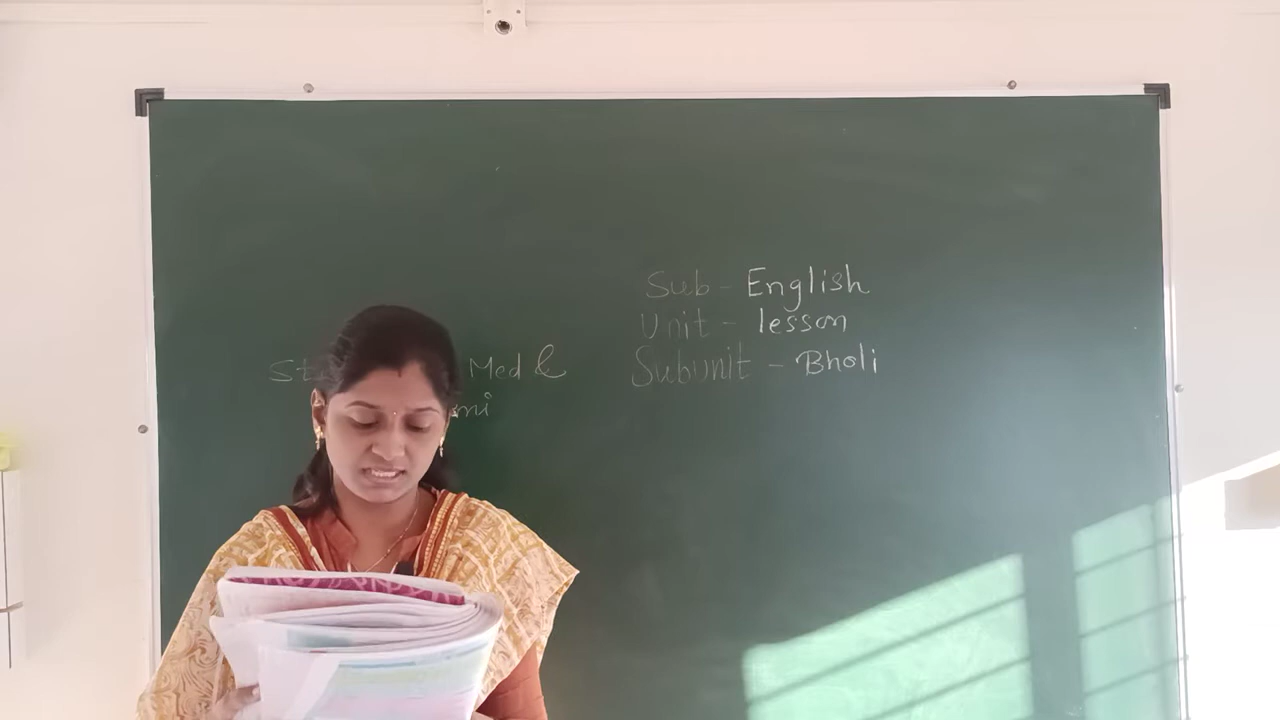 Sub - English
Unit - lesson
Subunit - Bholi
Med &